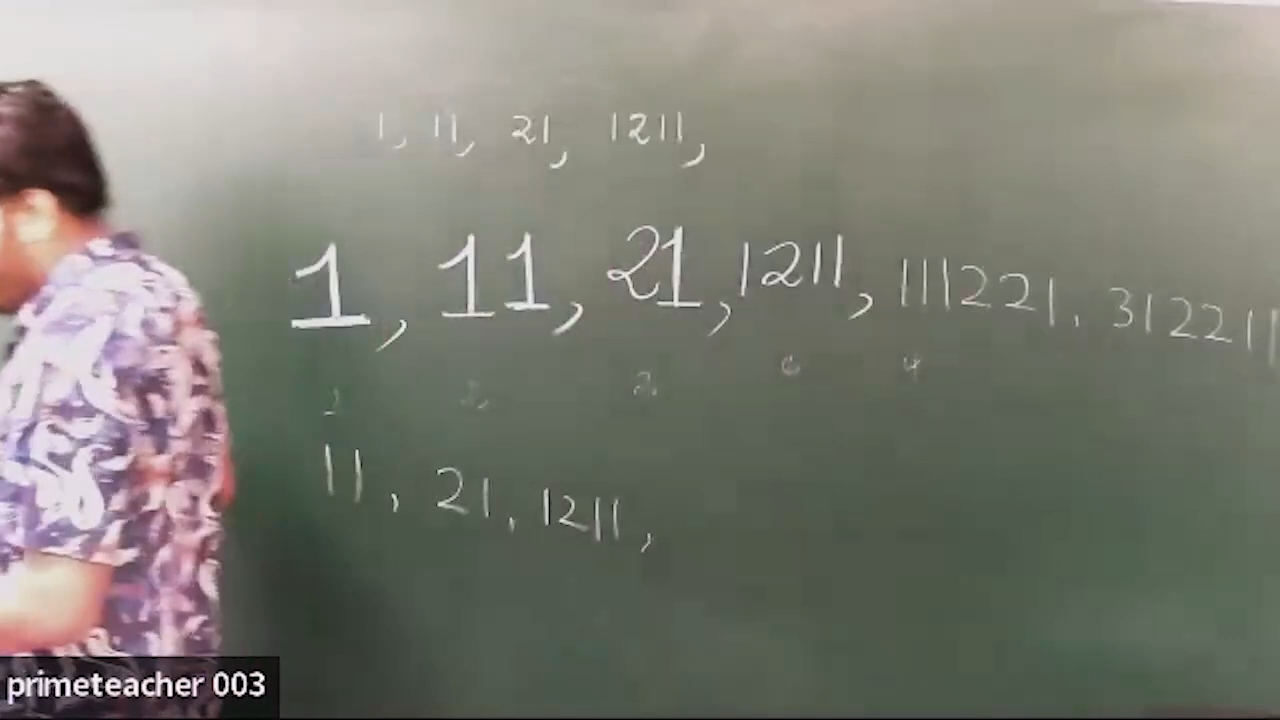 1, 11, 21, 1211,
1, 11, 21, 1211, 111221, 312211
11, 21, 1211,
primeteacher 003